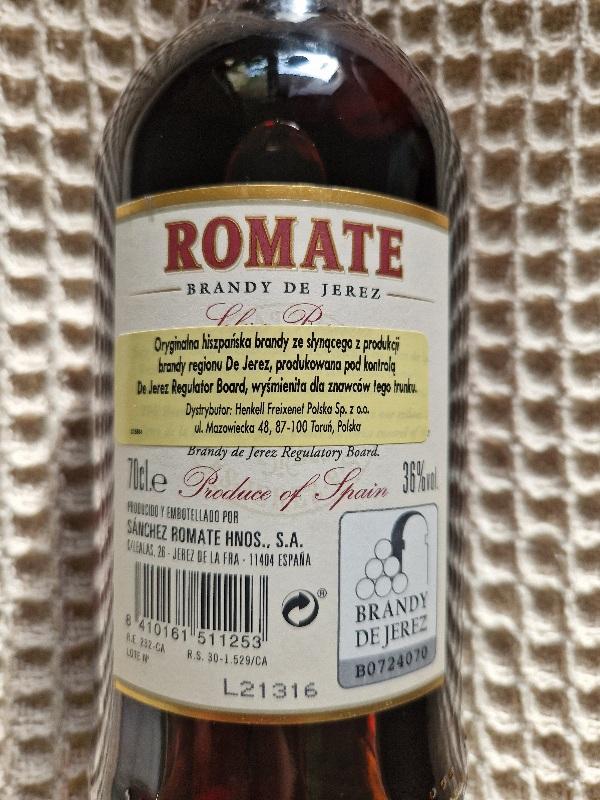 ROMATE
BRANDY DE JEREZ
Oryginalna hiszpańska brandy ze słynącego z produkcji
brandy regionu De Jerez, produkowana pod kontrolą
De Jerez Regulator Board, wyśmienita dla znawców tego trunku.
Dystrybutor: Henkell Freixenet Polska Sp. z o.o.
ul. Mazowiecka 48, 87-100 Toruń, Polska
Brandy de Jerez Regulatory Board.
70cl.e Produce of Spain 36%vol.
PRODUCIDO Y EMBOTELLADO POR
SÁNCHEZ ROMATE HNOS., S.A.
C/LEALAS, 26 - JEREZ DE LA FRA - 11404 ESPAÑA
®
BRANDY
DE JEREZ
B0724070
8 410161 511253
R.E. 292-CA
R.S. 30-1.529/CA
LOTE Nº
L21316